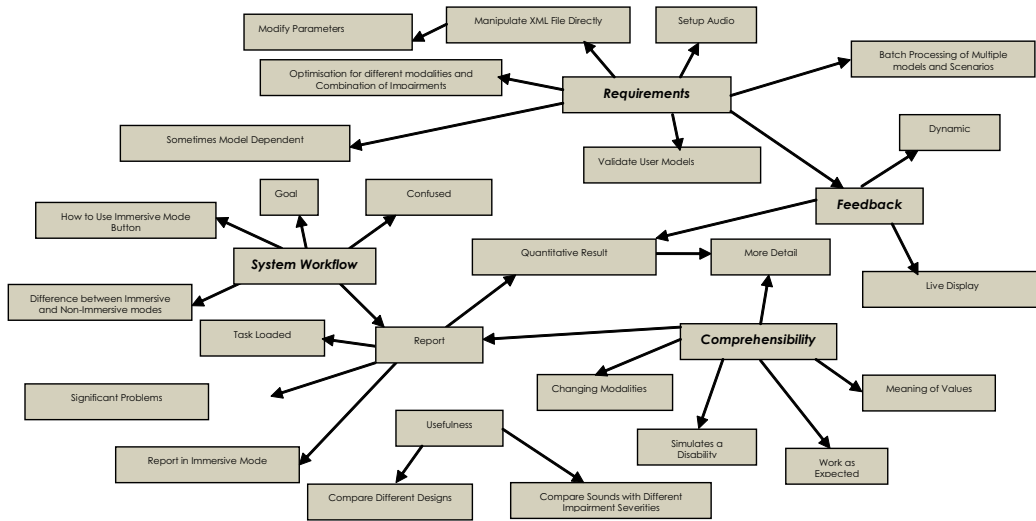 Modify Parameters
Manipulate XML File Directly
Setup Audio
Batch Processing of Multiple
models and Scenarios
Optimisation for different modalities and
Combination of Impairments
Requirements
Sometimes Model Dependent
Validate User Models
Dynamic
Goal
Confused
Feedback
How to Use Immersive Mode
Button
System Workflow
Quantitative Result
More Detail
Live Display
Difference between Immersive
and Non-Immersive modes
Task Loaded
Report
Comprehensibility
Changing Modalities
Meaning of Values
Significant Problems
Usefulness
Simulates a
Disability
Work as
Expected
Report in Immersive Mode
Compare Different Designs
Compare Sounds with Different
Impairment Severities